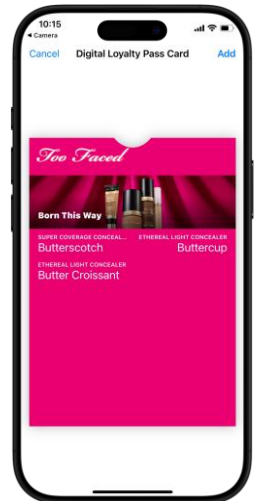 10:15
◀ Camera
Cancel Digital Loyalty Pass Card Add
Too Faced
Born This Way
SUPER COVERAGE CONCEAL... ETHEREAL LIGHT CONCEALER
Butterscotch Buttercup
ETHEREAL LIGHT CONCEALER
Butter Croissant